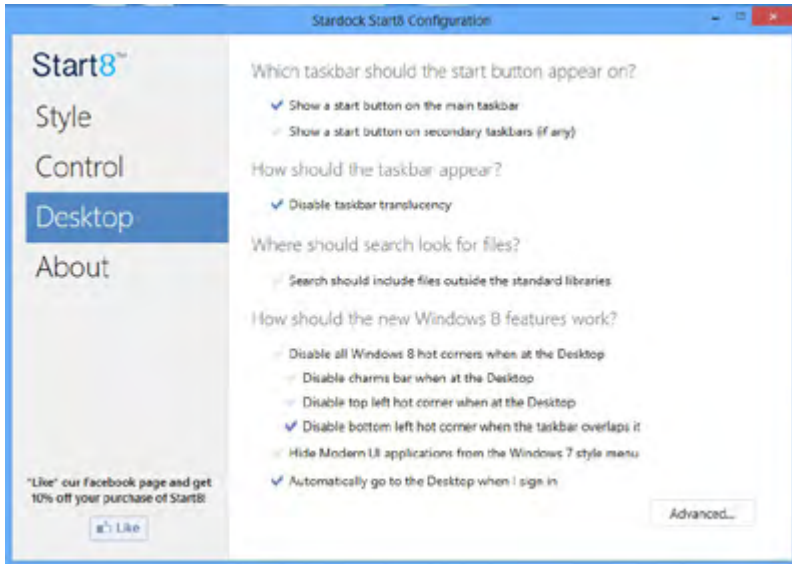 Stardock Start8 Configuration
Start8™
Style
Control
Desktop
About
"Like" our Facebook page and get
10% off your purchase of Start8!
Like
Which taskbar should the start button appear on?
Show a start button on the main taskbar
Show a start button on secondary taskbars (if any)
How should the taskbar appear?
Disable taskbar translucency
Where should search look for files?
Search should include files outside the standard libraries
How should the new Windows 8 features work?
Disable all Windows 8 hot corners when at the Desktop
Disable charms bar when at the Desktop
Disable top left hot corner when at the Desktop
Disable bottom left hot corner when the taskbar overlaps it
Hide Modern UI applications from the Windows 7 style menu
Automatically go to the Desktop when I sign in
Advanced...